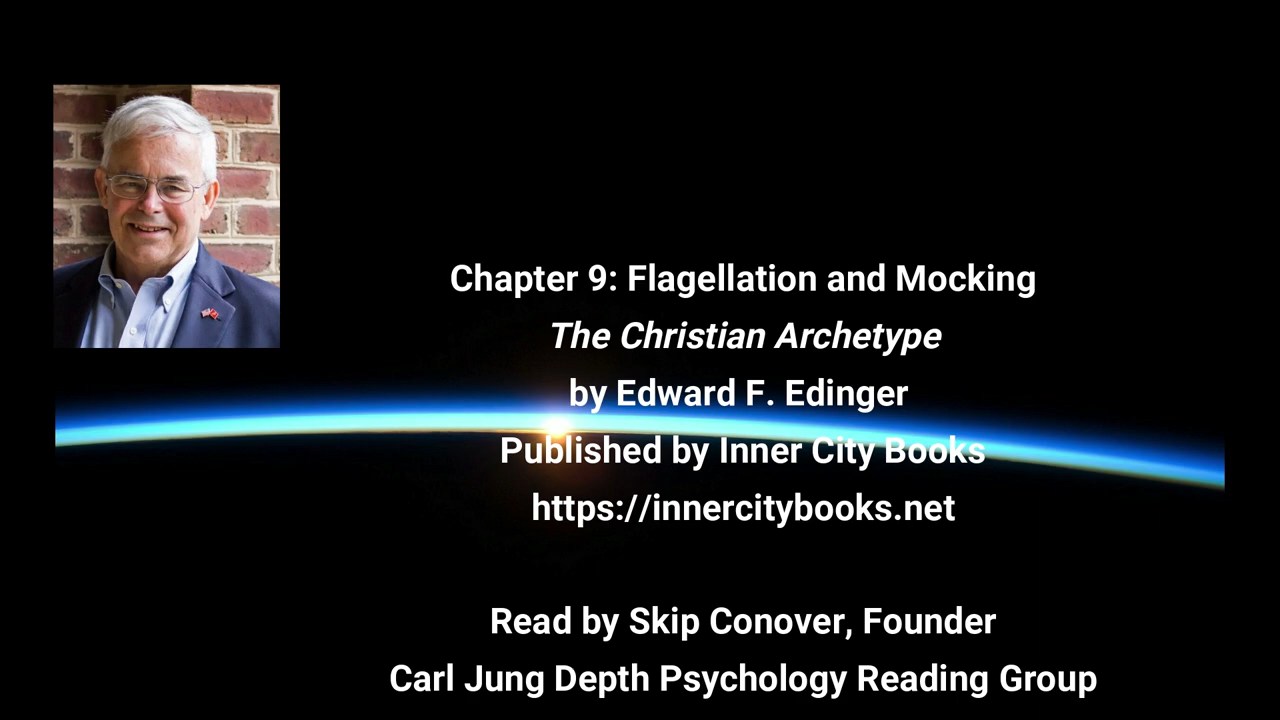 Chapter 9: Flagellation and Mocking
The Christian Archetype
by Edward F. Edinger
Published by Inner City Books
https://innercitybooks.net
Read by Skip Conover, Founder
Carl Jung Depth Psychology Reading Group